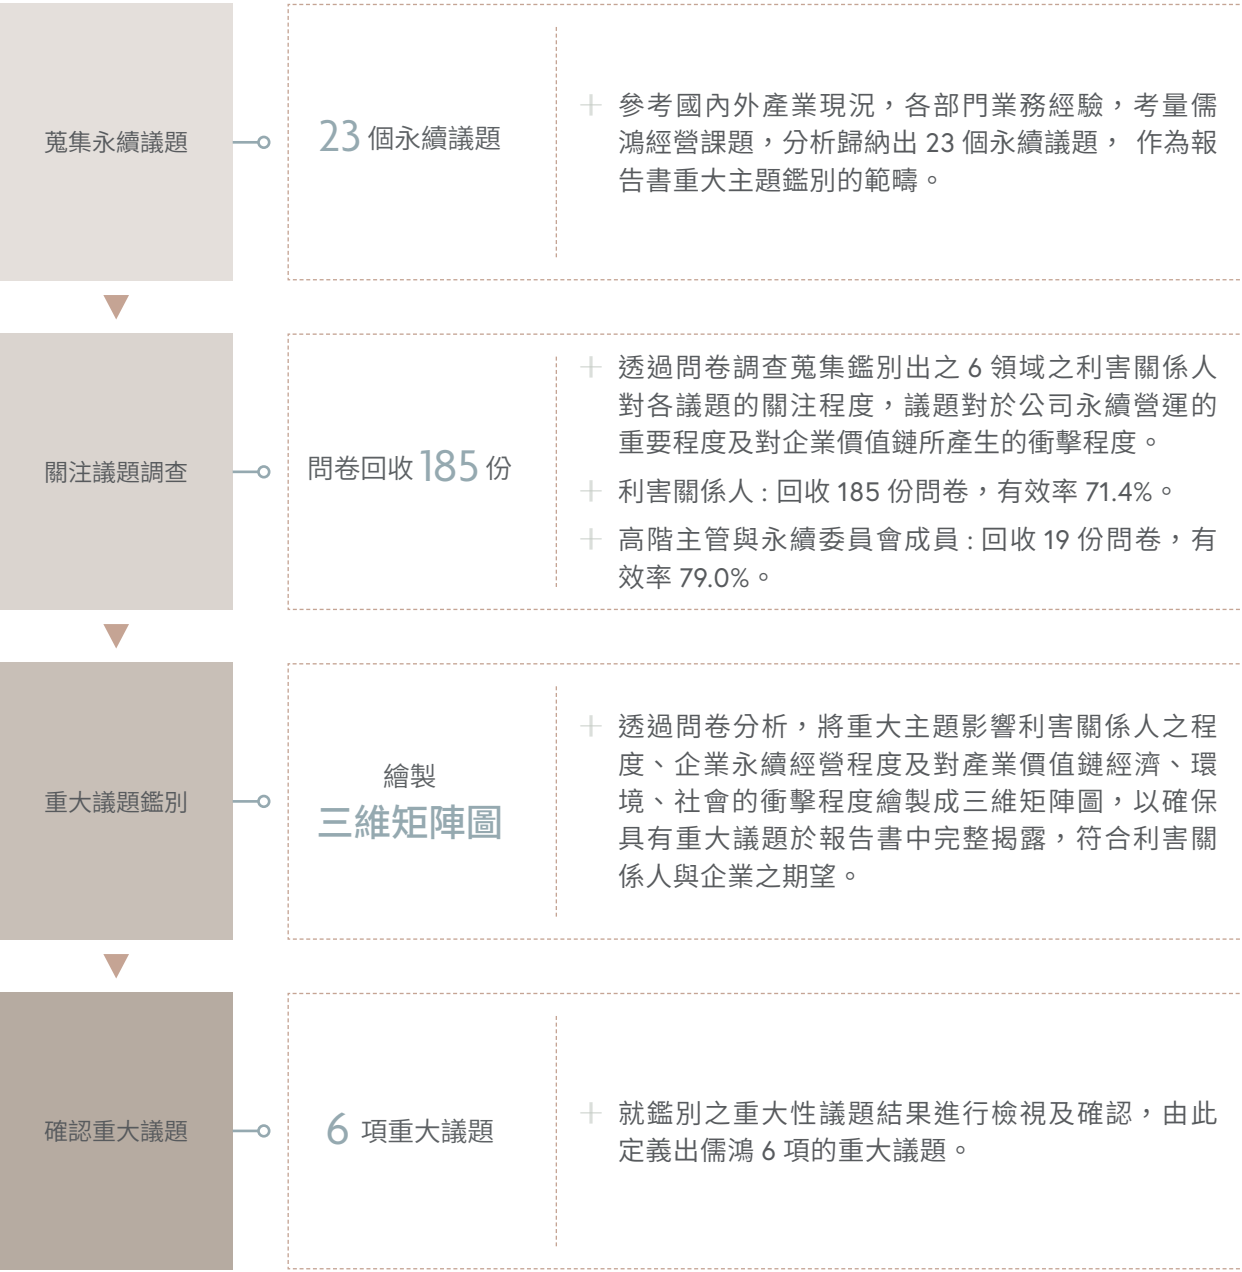 蒐集永續議題
23 個永續議題
參考國內外產業現況，各部門業務經驗，考量儒
鴻經營課題，分析歸納出 23 個永續議題， 作為報
告書重大主題鑑別的範疇。
關注議題調查
問卷回收 185 份
透過問卷調查蒐集鑑別出之 6 領域之利害關係人
對各議題的關注程度，議題對於公司永續營運的
重要程度及對企業價值鏈所產生的衝擊程度。
利害關係人 : 回收 185 份問卷，有效率 71.4%。
高階主管與永續委員會成員 : 回收 19 份問卷，有
效率 79.0%。
重大議題鑑別
繪製
三維矩陣圖
透過問卷分析，將重大主題影響利害關係人之程
度、企業永續經營程度及對產業價值鏈經濟、環
境、社會的衝擊程度繪製成三維矩陣圖，以確保
具有重大議題於報告書中完整揭露，符合利害關
係人與企業之期望。
確認重大議題
6 項重大議題
就鑑別之重大性議題結果進行檢視及確認，由此
定義出儒鴻 6 項的重大議題。